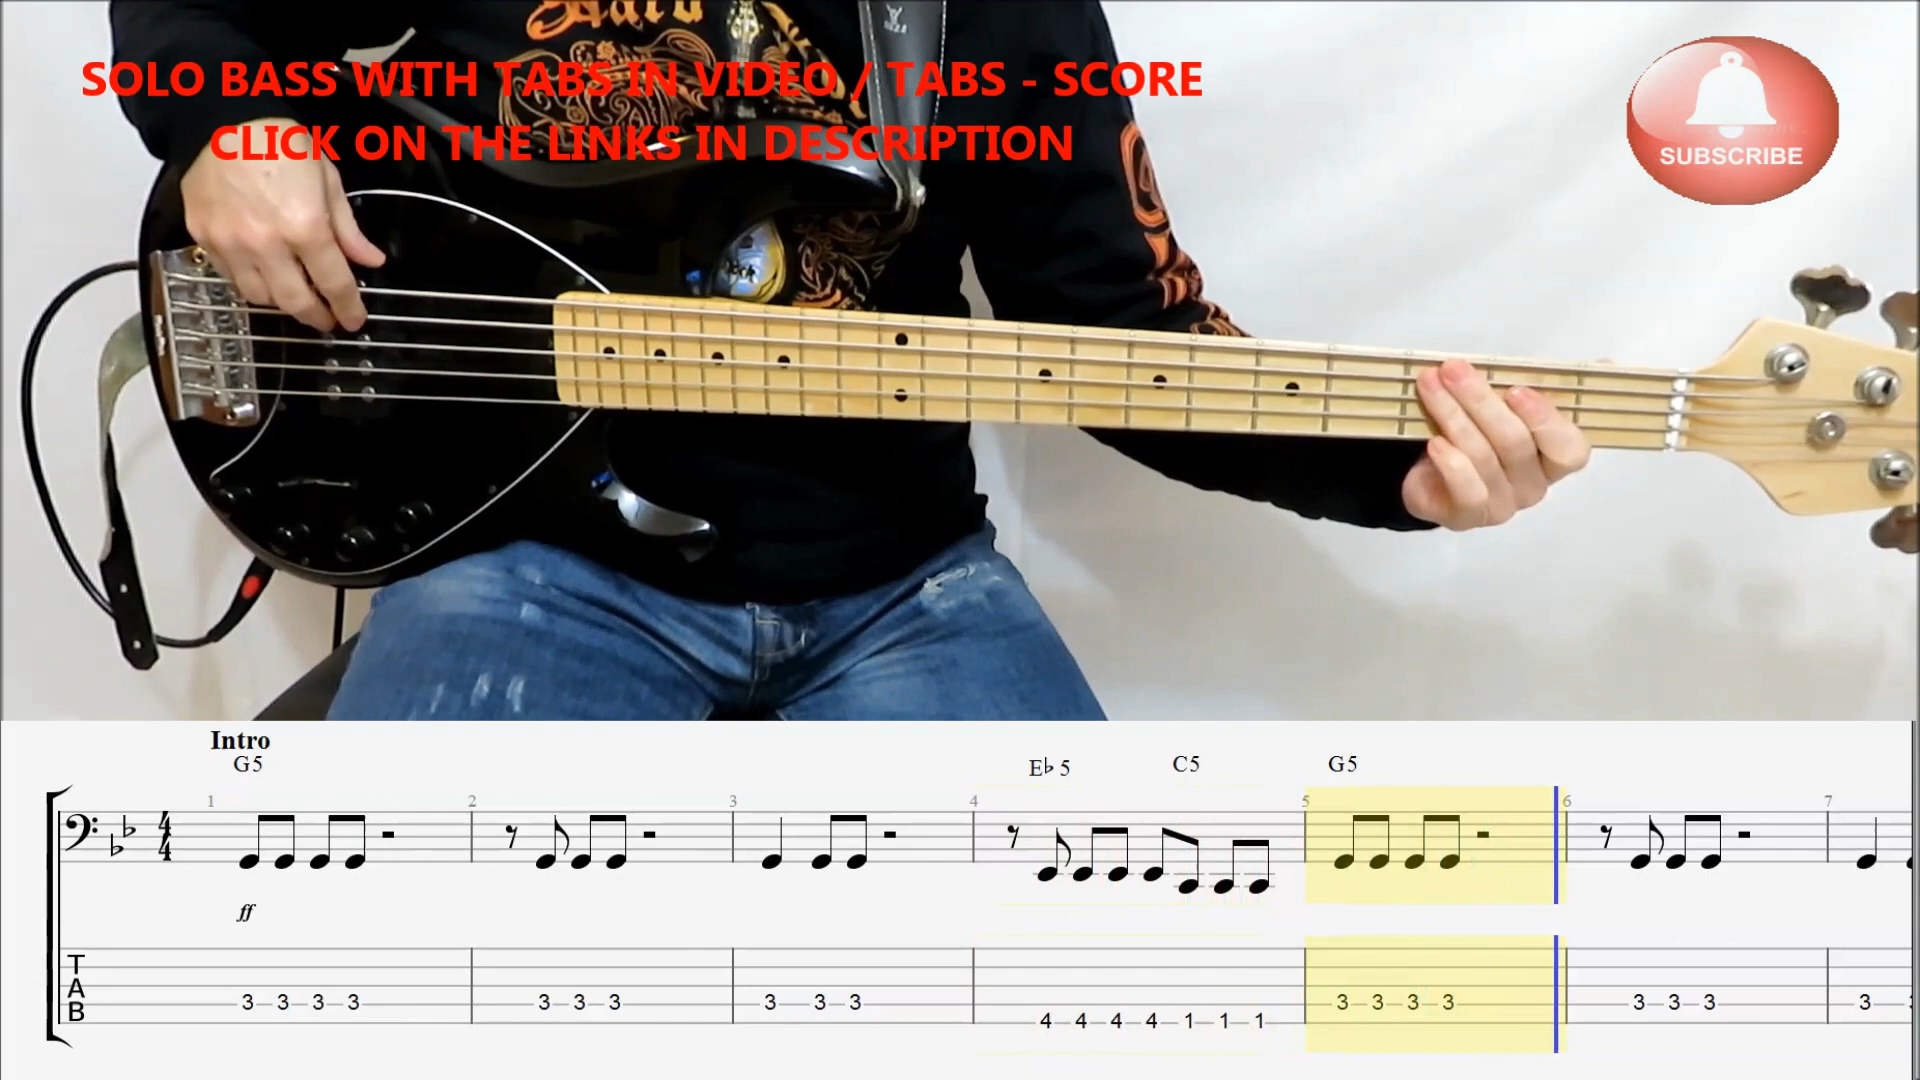 SOLO BASS WITH TABS IN VIDEO / TABS - SCORE
CLICK ON THE LINKS IN DESCRIPTION
SUBSCRIBE
Intro
G5 E♭5 C5 G5
1 2 3 4 5 6 7
4
4
ff
T
A
B
3 3 3 3 3 3 3 3 3 3 3 3 3 3 3 3 3 3
4 4 4 4 1 1 1